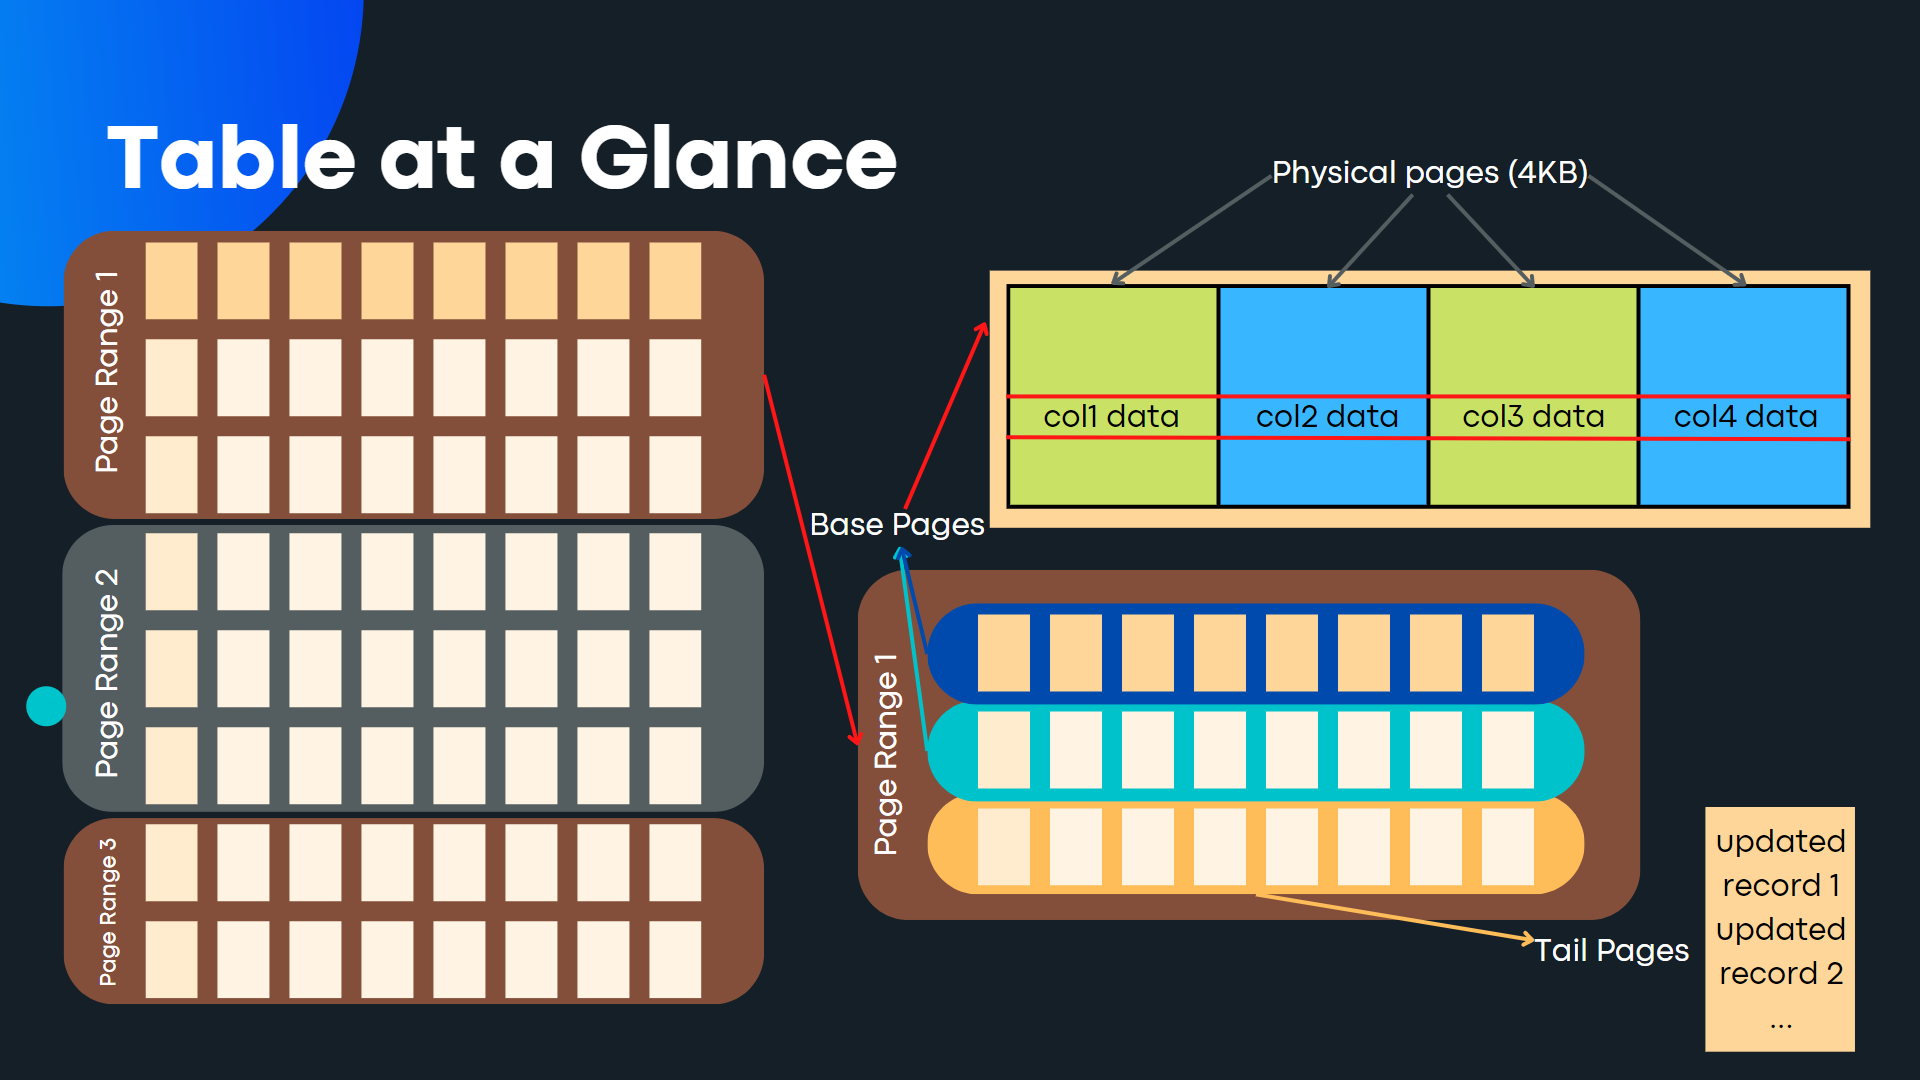 Table at a Glance
Page Range 1
Page Range 2
Page Range 3
Physical pages (4KB)
col1 data
col2 data
col3 data
col4 data
Base Pages
Page Range 1
Tail Pages
updated
record 1
updated
record 2
...